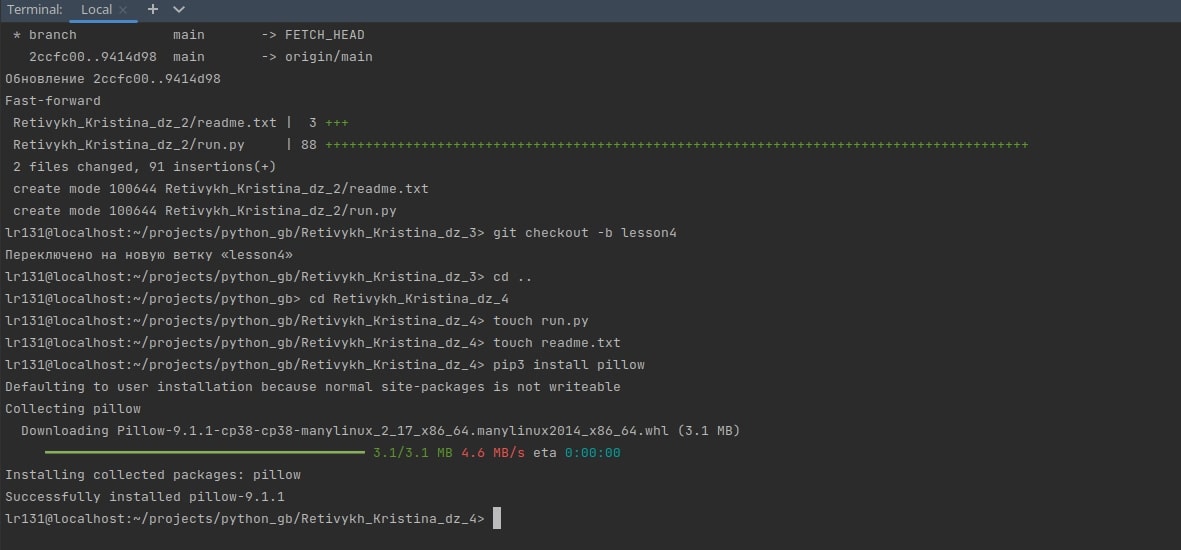 Terminal: Local × + 
 * branch            main       -> FETCH_HEAD
   2ccfc00..9414d98  main       -> origin/main
Обновление 2ccfc00..9414d98
Fast-forward
 Retivykh_Kristina_dz_2/readme.txt |  3 +++
 Retivykh_Kristina_dz_2/run.py     | 88 ++++++++++++++++++++++++++++++++++++++++++++++++++++++++++++++++++++++++++++++++++++++++
 2 files changed, 91 insertions(+)
 create mode 100644 Retivykh_Kristina_dz_2/readme.txt
 create mode 100644 Retivykh_Kristina_dz_2/run.py
lr131@localhost:~/projects/python_gb/Retivykh_Kristina_dz_3> git checkout -b lesson4
Переключено на новую ветку «lesson4»
lr131@localhost:~/projects/python_gb/Retivykh_Kristina_dz_3> cd ..
lr131@localhost:~/projects/python_gb> cd Retivykh_Kristina_dz_4
lr131@localhost:~/projects/python_gb/Retivykh_Kristina_dz_4> touch run.py
lr131@localhost:~/projects/python_gb/Retivykh_Kristina_dz_4> touch readme.txt
lr131@localhost:~/projects/python_gb/Retivykh_Kristina_dz_4> pip3 install pillow
Defaulting to user installation because normal site-packages is not writeable
Collecting pillow
  Downloading Pillow-9.1.1-cp38-cp38-manylinux_2_17_x86_64.manylinux2014_x86_64.whl (3.1 MB)
     3.1/3.1 MB 4.6 MB/s eta 0:00:00
Installing collected packages: pillow
Successfully installed pillow-9.1.1
lr131@localhost:~/projects/python_gb/Retivykh_Kristina_dz_4>